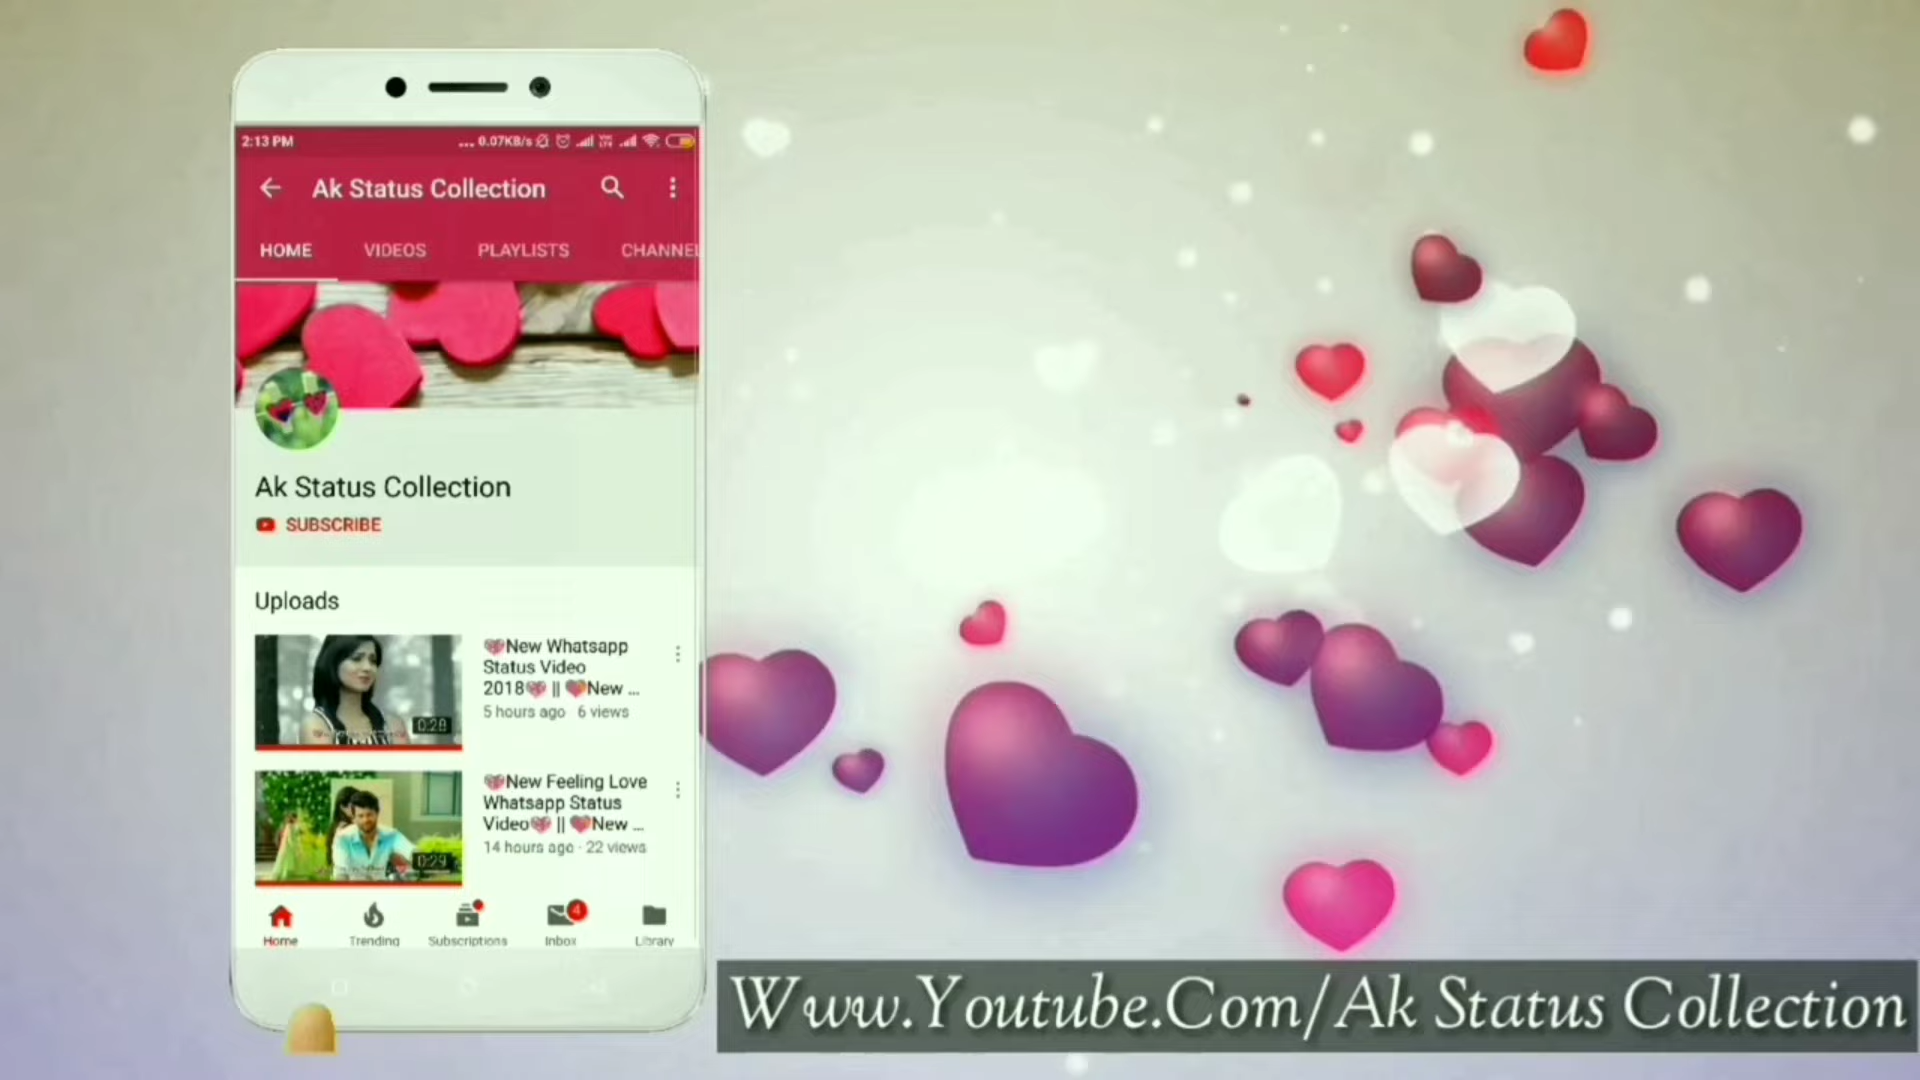 2:13 PM
... 0.07KB/s
Ak Status Collection
HOME VIDEOS PLAYLISTS CHANNEL
Ak Status Collection
SUBSCRIBE
Uploads
💖New Whatsapp
Status Video
2018💖 || 💖New ...
5 hours ago · 6 views
0:28
💖New Feeling Love
Whatsapp Status
Video💖 || 💖New ...
14 hours ago · 22 views
0:29
4
Home Trending Subscriptions Inbox Library
Www.Youtube.Com/Ak Status Collection